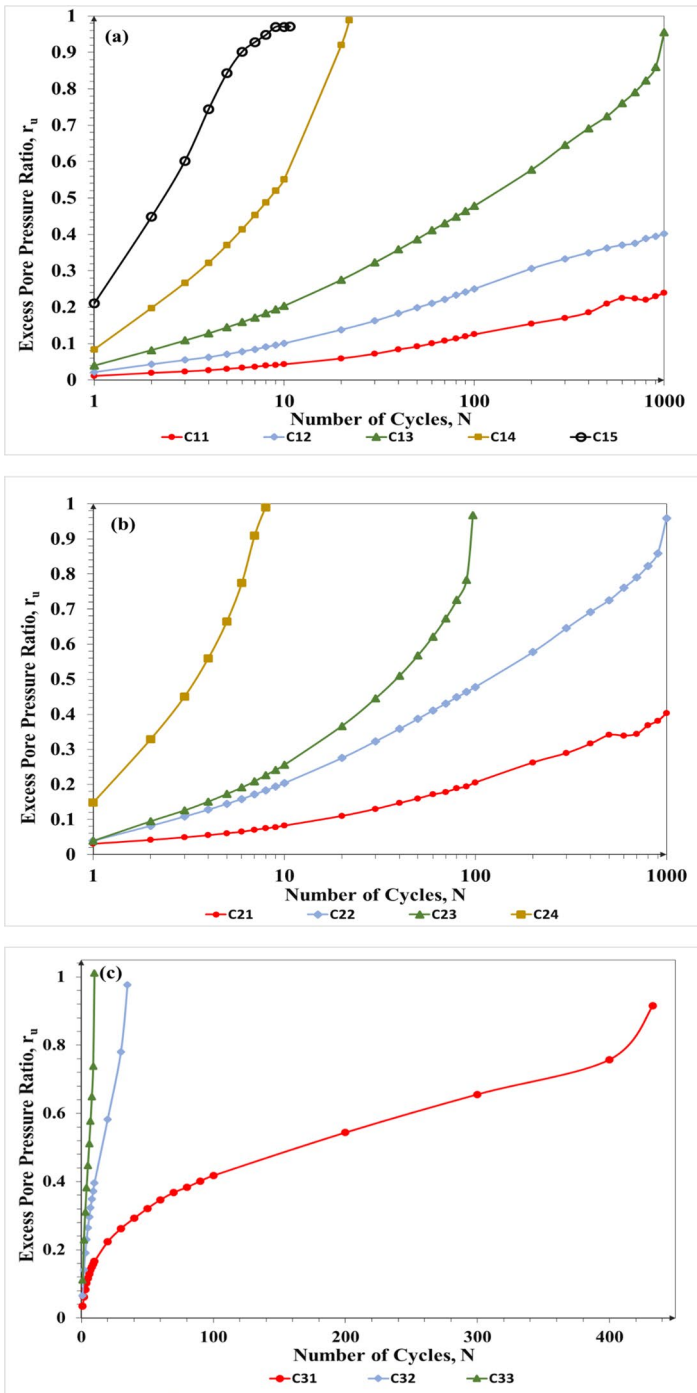 (a)
Excess Pore Pressure Ratio, ru
1
0.9
0.8
0.7
0.6
0.5
0.4
0.3
0.2
0.1
0
1 10 100 1000
Number of Cycles, N
C11 C12 C13 C14 C15
(b)
Excess Pore Pressure Ratio, ru
1
0.9
0.8
0.7
0.6
0.5
0.4
0.3
0.2
0.1
0
1 10 100 1000
Number of Cycles, N
C21 C22 C23 C24
(c)
Excess Pore Pressure Ratio, ru
1
0.8
0.6
0.4
0.2
0
0 100 200 300 400
Number of Cycles, N
C31 C32 C33